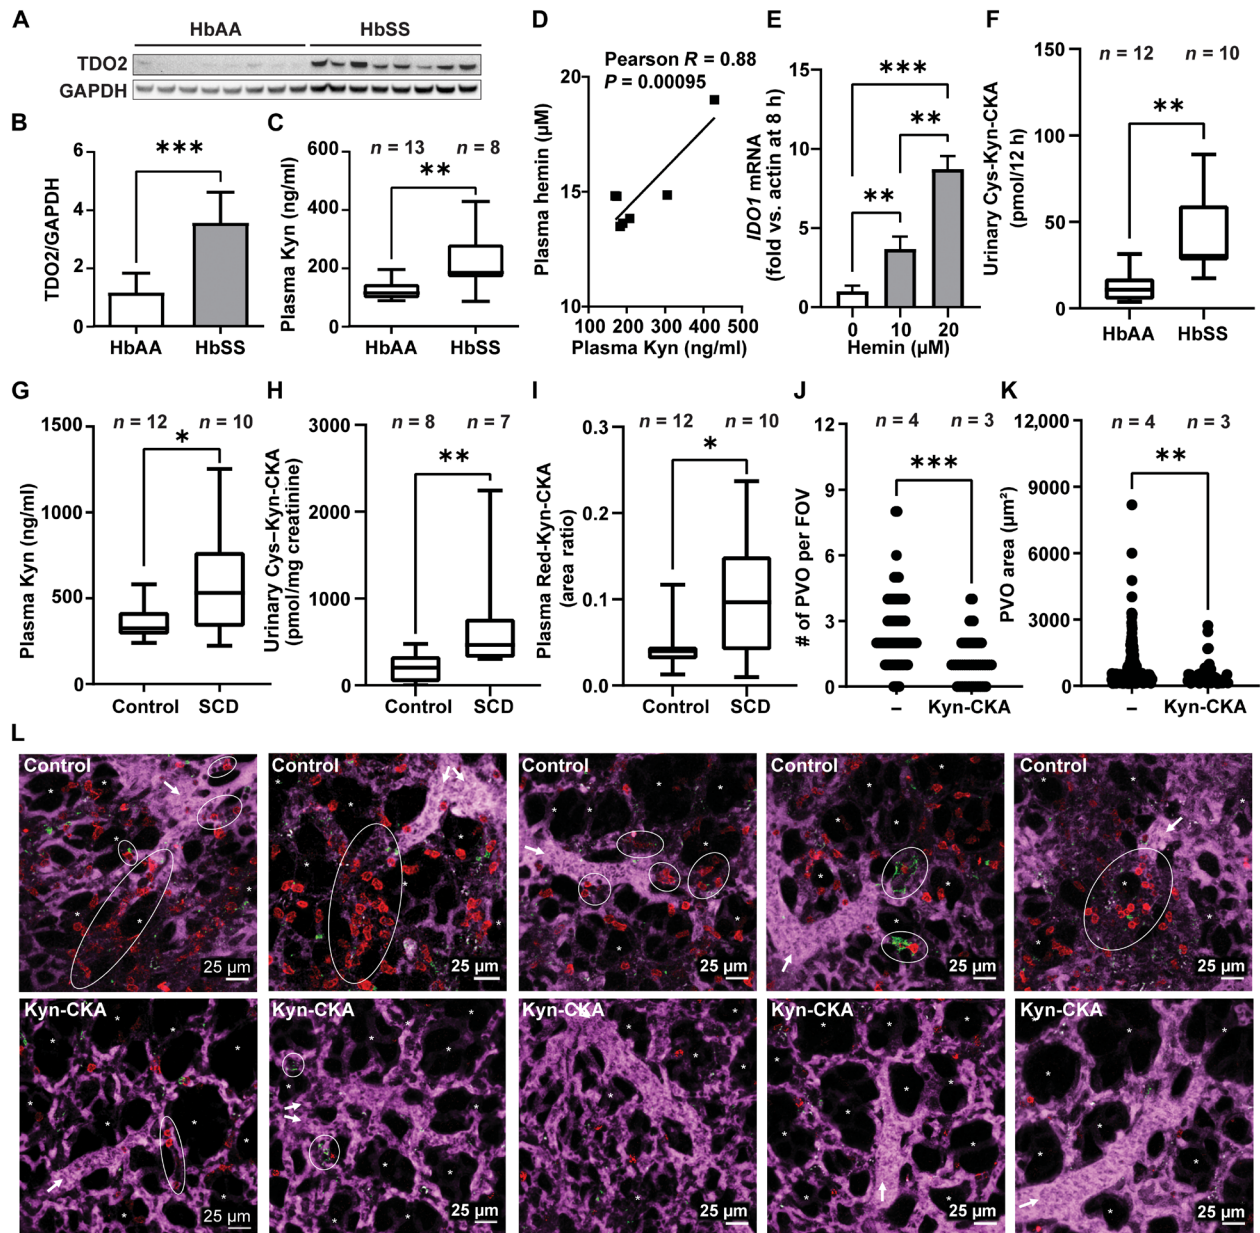 A
HbAA
HbSS
TDO2
GAPDH
B
TDO2/GAPDH
6
4
2
0
***
HbAA
HbSS
C
Plasma Kyn (ng/ml)
600
400
200
0
n = 13
n = 8
**
HbAA
HbSS
D
Pearson R = 0.88
P = 0.00095
Plasma hemin (µM)
20
15
10
100 200 300 400 500
Plasma Kyn (ng/ml)
E
IDO1 mRNA
(fold vs. actin at 8 h)
15
10
5
0
***
**
**
0
10
20
Hemin (µM)
F
Urinary Cys-Kyn-CKA
(pmol/12 h)
150
100
50
0
n = 12
n = 10
**
HbAA
HbSS
G
Plasma Kyn (ng/ml)
1500
1000
500
0
n = 12
n = 10
*
Control
SCD
H
Urinary Cys–Kyn-CKA
(pmol/mg creatinine)
3000
2000
1000
0
n = 8
n = 7
**
Control
SCD
I
Plasma Red-Kyn-CKA
(area ratio)
0.3
0.2
0.1
0.0
n = 12
n = 10
*
Control
SCD
J
# of PVO per FOV
12
9
6
3
0
n = 4
n = 3
***
–
Kyn-CKA
K
PVO area (µm²)
12,000
9000
6000
3000
0
n = 4
n = 3
**
–
Kyn-CKA
L
Control
25 µm
Control
25 µm
Control
25 µm
Control
25 µm
Control
25 µm
Kyn-CKA
25 µm
Kyn-CKA
25 µm
Kyn-CKA
25 µm
Kyn-CKA
25 µm
Kyn-CKA
25 µm